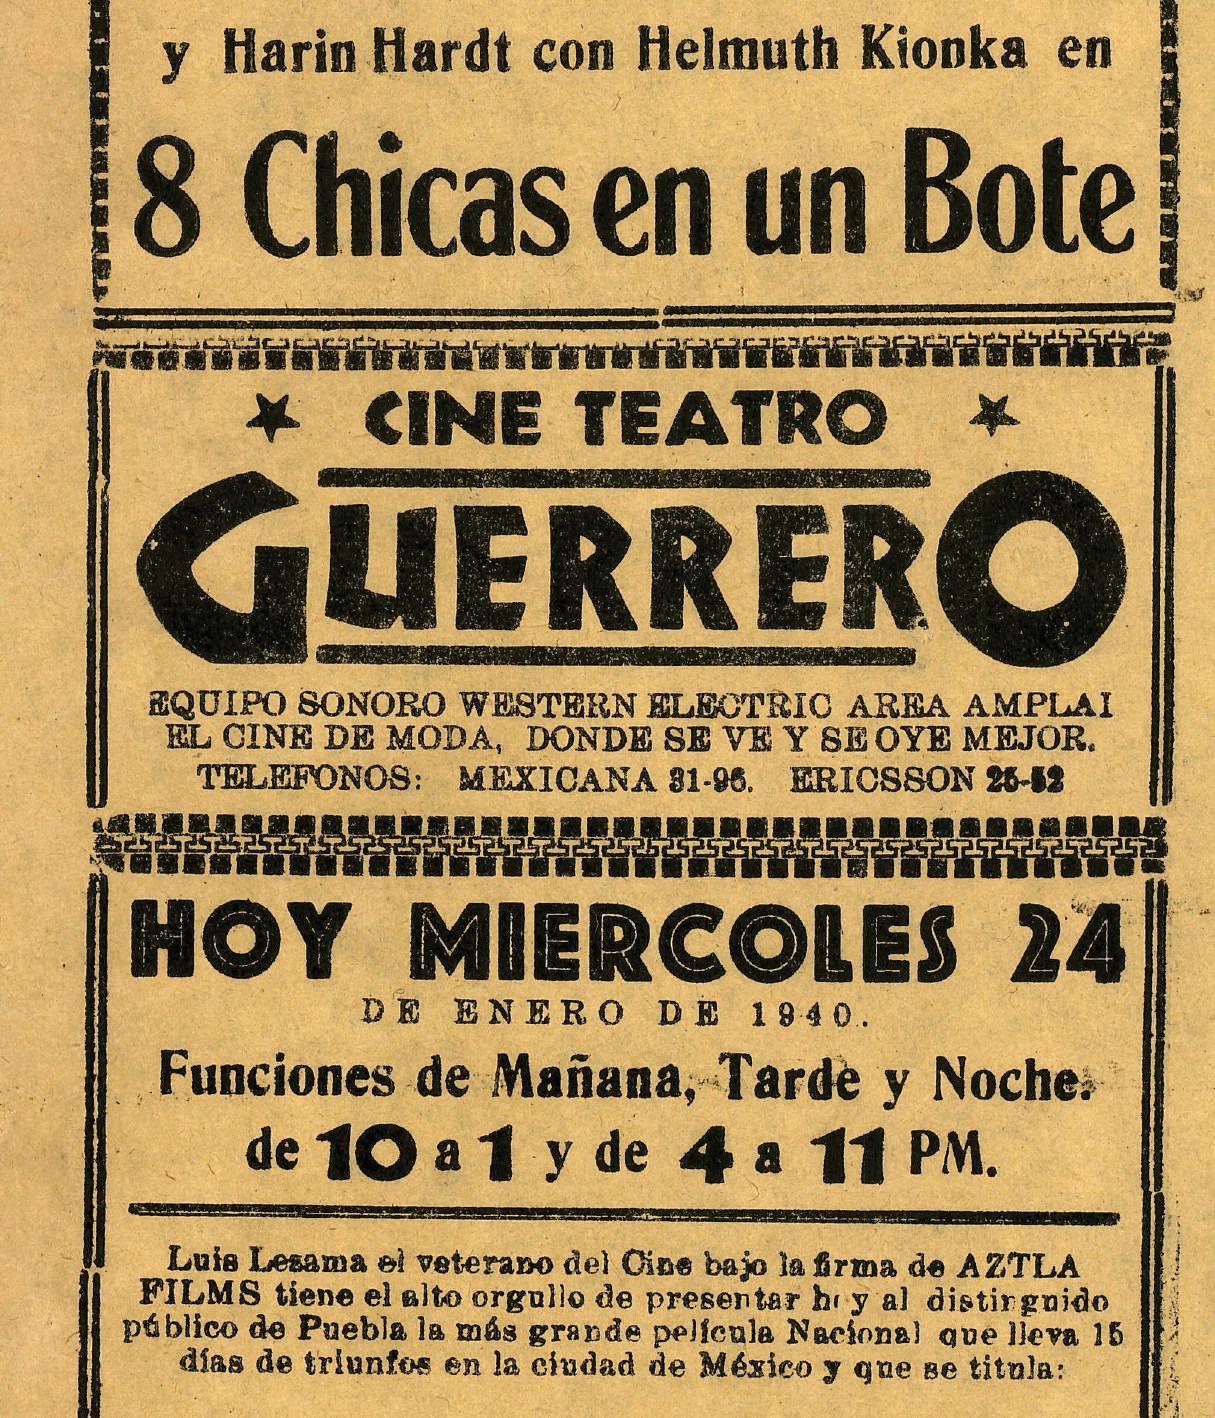 y Harin Hardt con Helmuth Kionka en
8 Chicas en un Bote
CINE TEATRO
GUERRERO
EQUIPO SONORO WESTERN ELECTRIC AREA AMPLAI
EL CINE DE MODA, DONDE SE VE Y SE OYE MEJOR.
TELEFONOS: MEXICANA 31-96. ERICSSON 25-52
HOY MIERCOLES 24
DE ENERO DE 1940.
Funciones de Mañana, Tarde y Noche.
de 10 a 1 y de 4 a 11 PM.
Luis Lesama el veterano del Cine bajo la firma de AZTLA
FILMS tiene el alto orgullo de presentar hoy al distinguido
público de Puebla la más grande película Nacional que lleva 15
días de triunfos en la ciudad de México y que se titula: